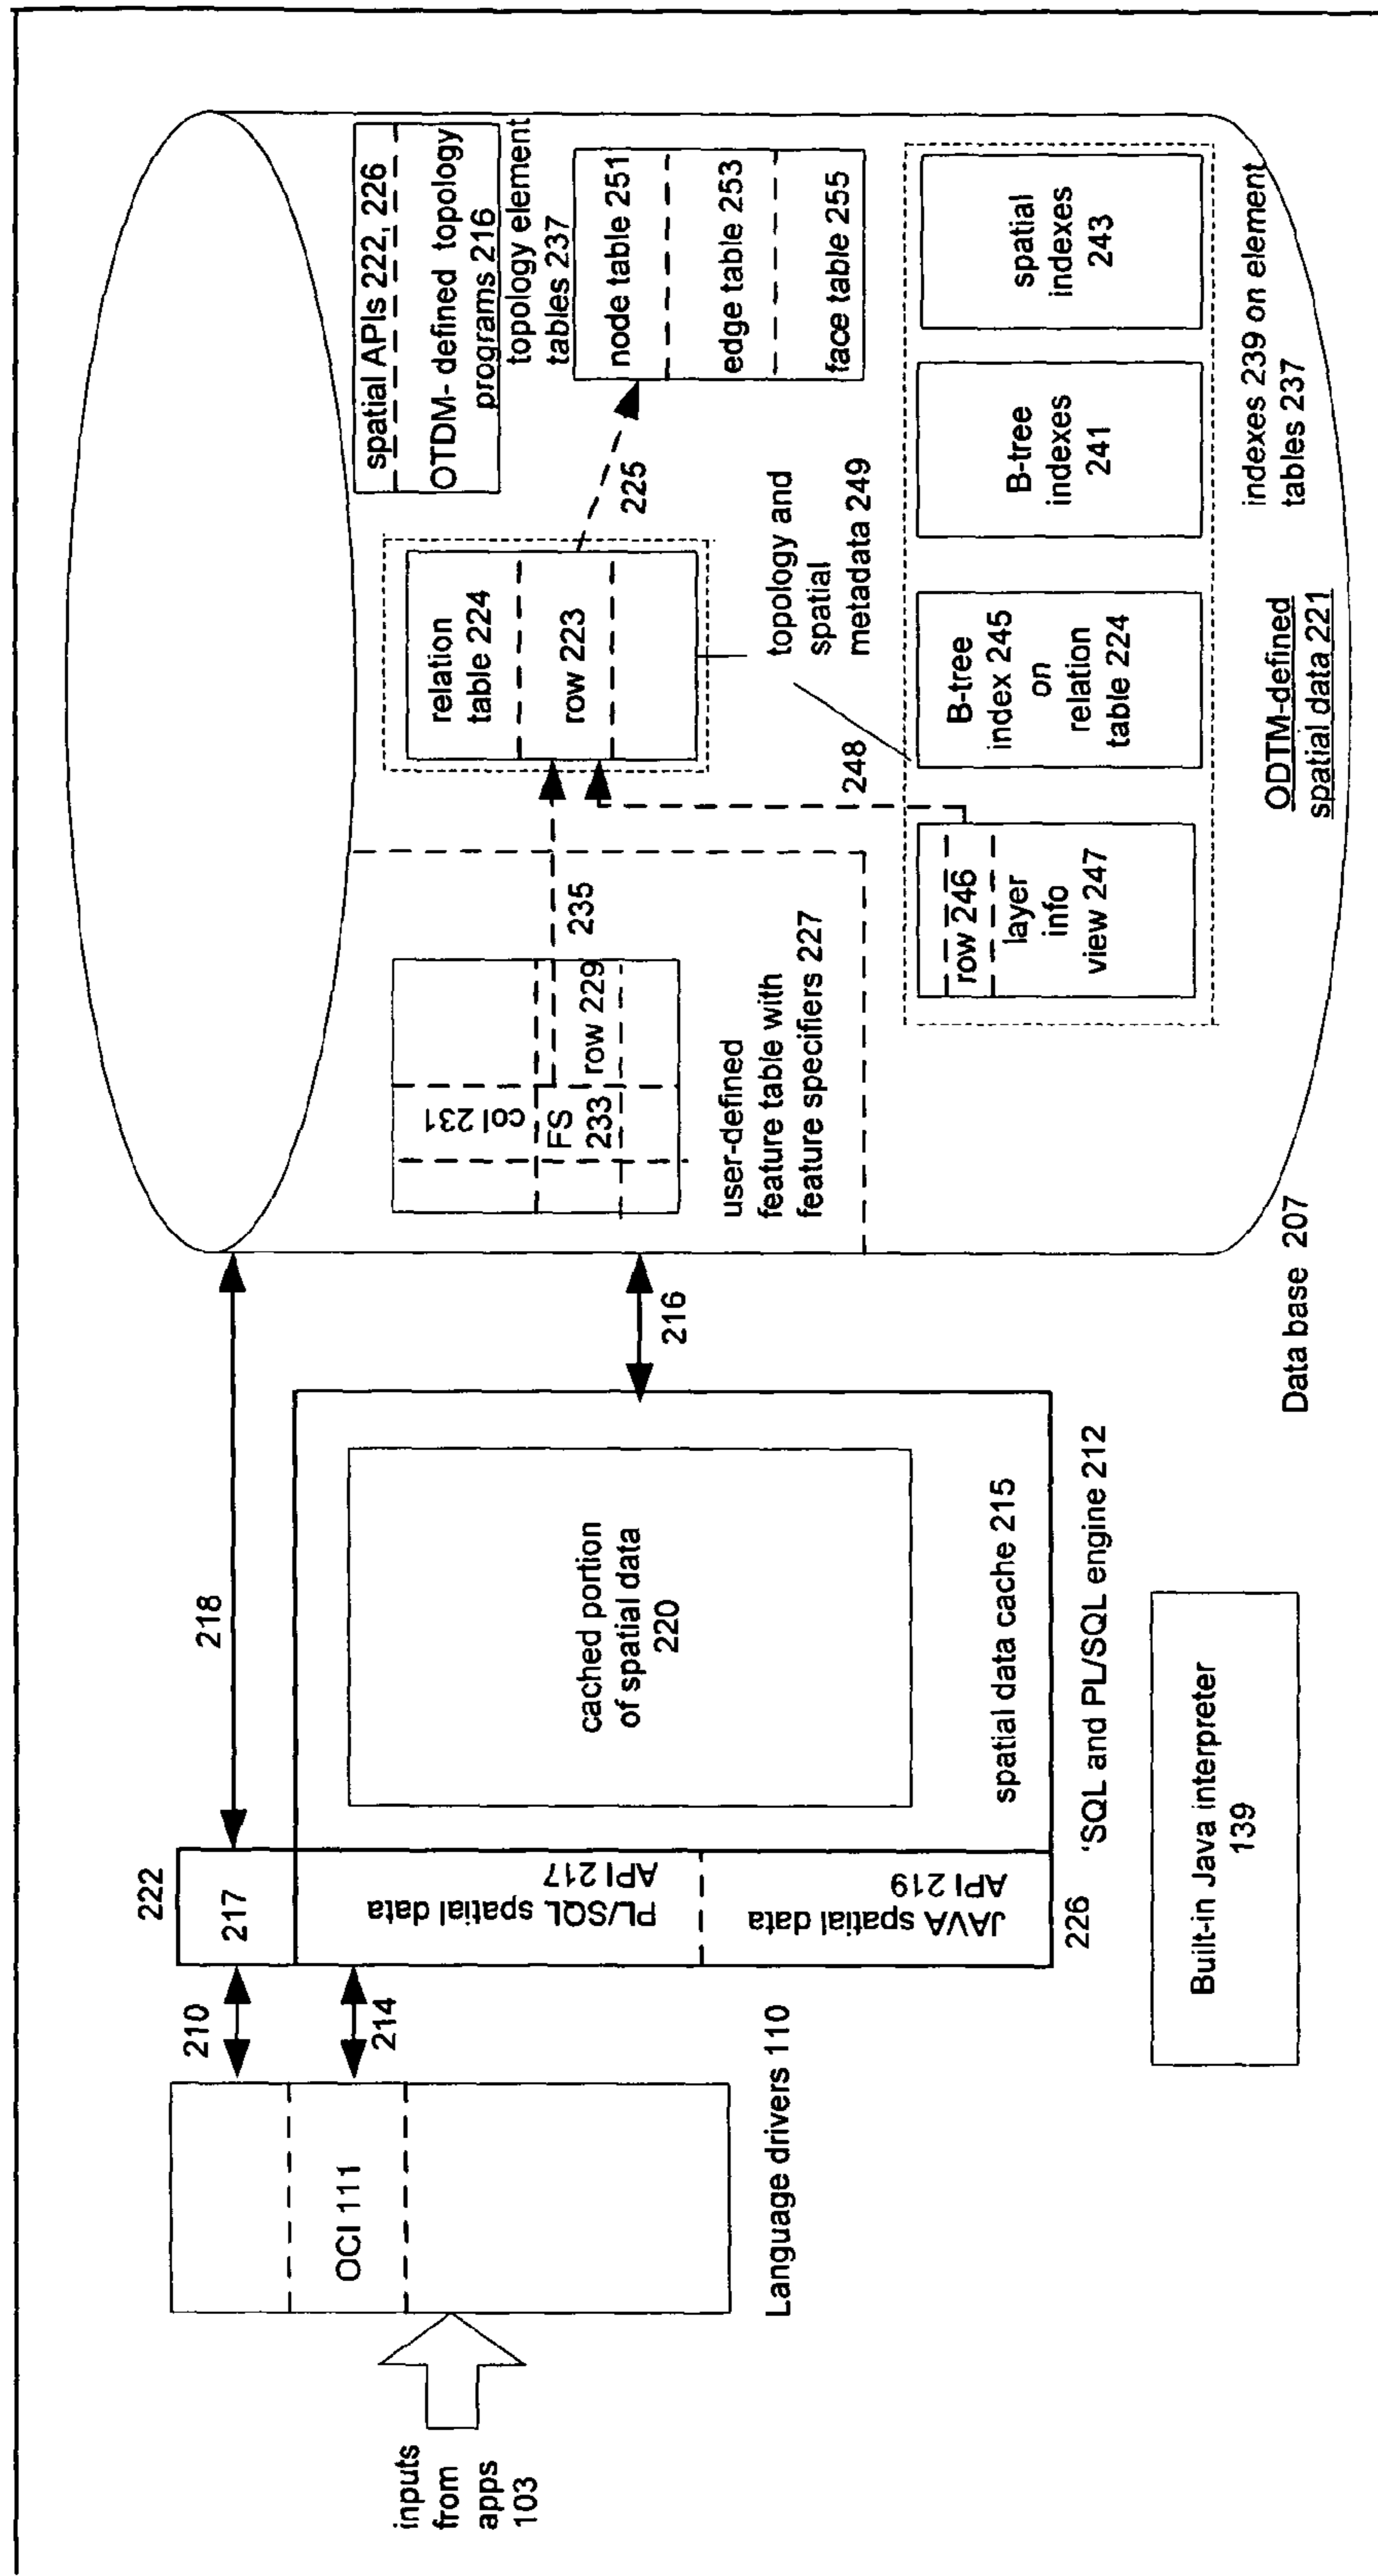 inputs
from
apps
103
OCI 111
Language drivers 110
210
214
222
217
PL/SQL spatial data
API 217
JAVA spatial data
API 219
226
218
cached portion
of spatial data
220
spatial data cache 215
'SQL and PL/SQL engine 212
Built-in Java interpreter
139
216
Data base 207
col 231
FS
233
row 229
235
user-defined
feature table with
feature specifiers 227
relation
table 224
row 223
225
248
topology and
spatial
metadata 249
spatial APIs 222, 226
OTDM- defined topology
programs 216
topology element
tables 237
node table 251
edge table 253
face table 255
row 246
layer
info
view 247
B-tree
index 245
on
relation
table 224
B-tree
indexes
241
spatial
indexes
243
indexes 239 on element
tables 237
ODTM-defined
spatial data 221